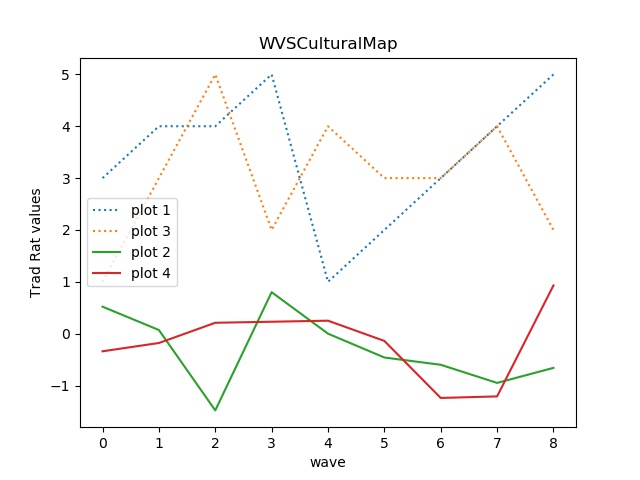 WVSCulturalMap
Trad Rat values
5
4
3
2
1
0
−1
plot 1
plot 3
plot 2
plot 4
0 1 2 3 4 5 6 7 8
wave